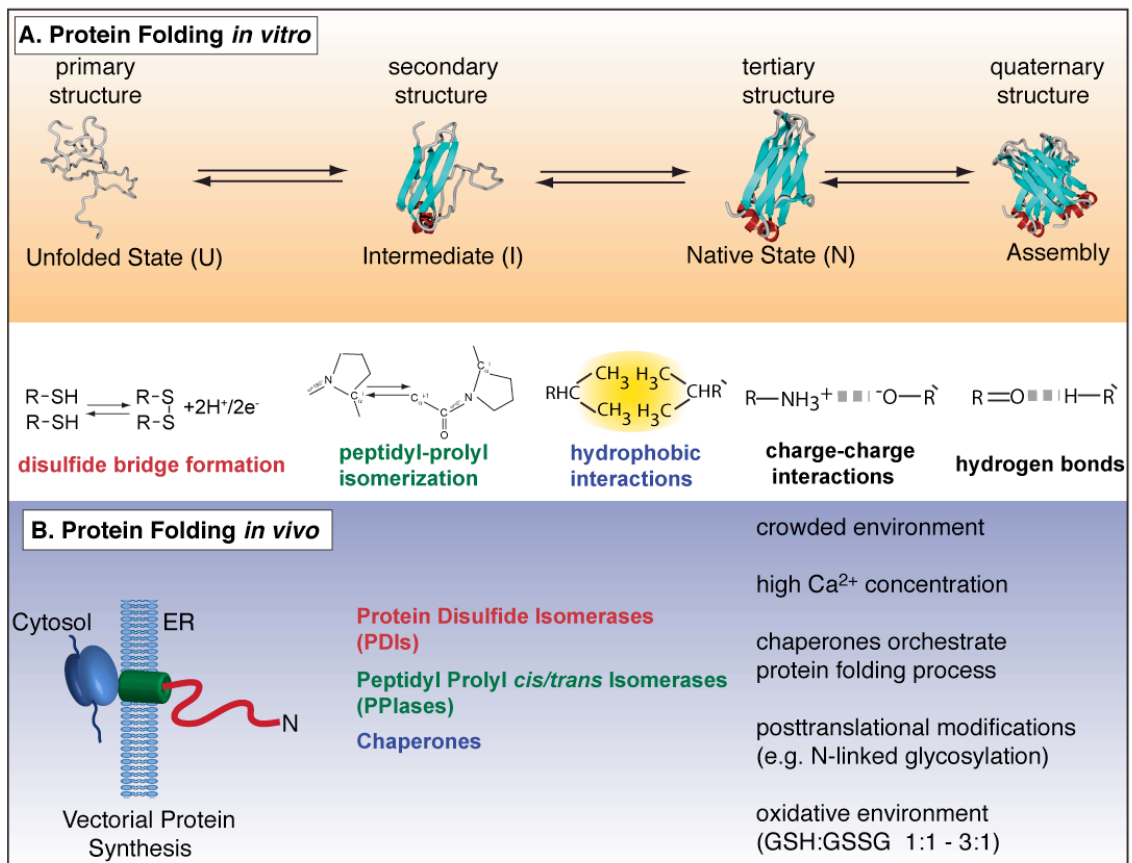 A. Protein Folding in vitro
primary
structure
secondary
structure
tertiary
structure
quaternary
structure
Unfolded State (U)
Intermediate (I)
Native State (N)
Assembly
R-SH
R-SH
R-S
R-S
+2H⁺/2e⁻
disulfide bridge formation
N
C
C
C
O
N
C
peptidyl-prolyl
isomerization
RHC
CH3
H3C
CH3
H3C
CHR`
hydrophobic
interactions
R—NH3⁺ ⁻O—R`
charge-charge
interactions
R=O H—R`
hydrogen bonds
B. Protein Folding in vivo
Cytosol
ER
N
Vectorial Protein
Synthesis
Protein Disulfide Isomerases
(PDIs)
Peptidyl Prolyl cis/trans Isomerases
(PPIases)
Chaperones
crowded environment
high Ca²⁺ concentration
chaperones orchestrate
protein folding process
posttranslational modifications
(e.g. N-linked glycosylation)
oxidative environment
(GSH:GSSG 1:1 - 3:1)